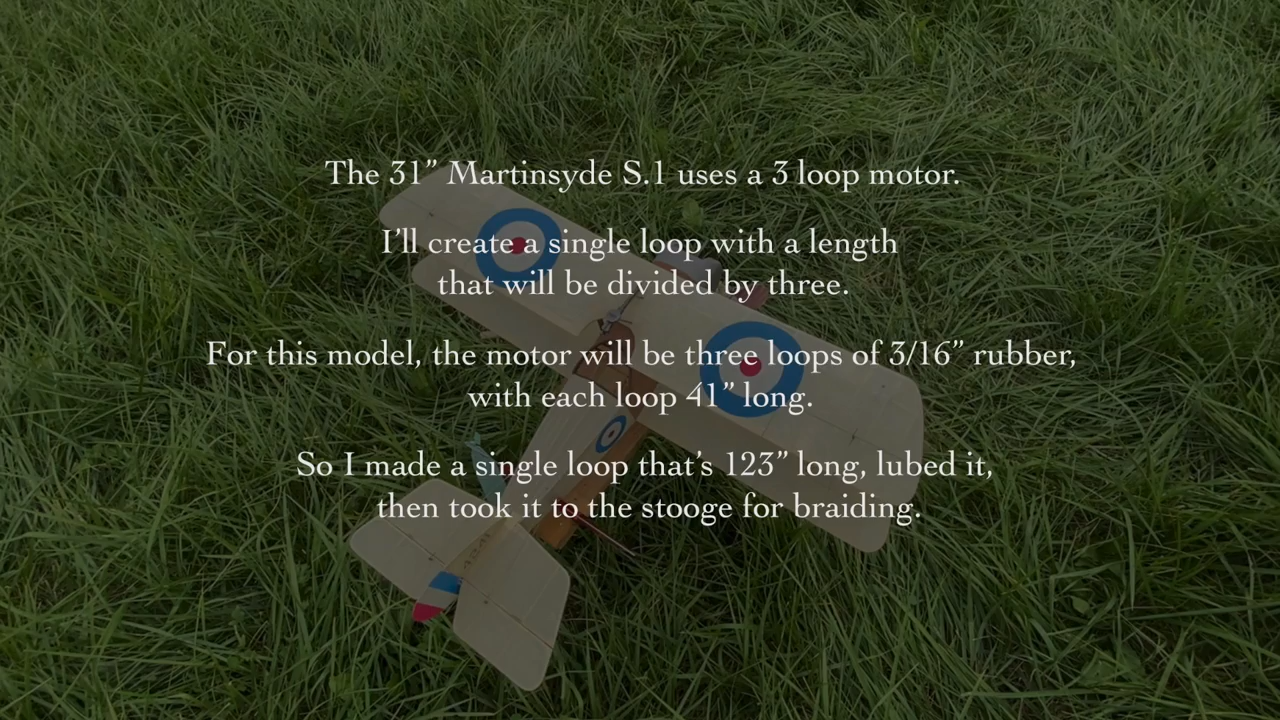 The 31” Martinsyde S.1 uses a 3 loop motor.
I’ll create a single loop with a length
that will be divided by three.
For this model, the motor will be three loops of 3/16” rubber,
with each loop 41” long.
So I made a single loop that’s 123” long, lubed it,
then took it to the stooge for braiding.